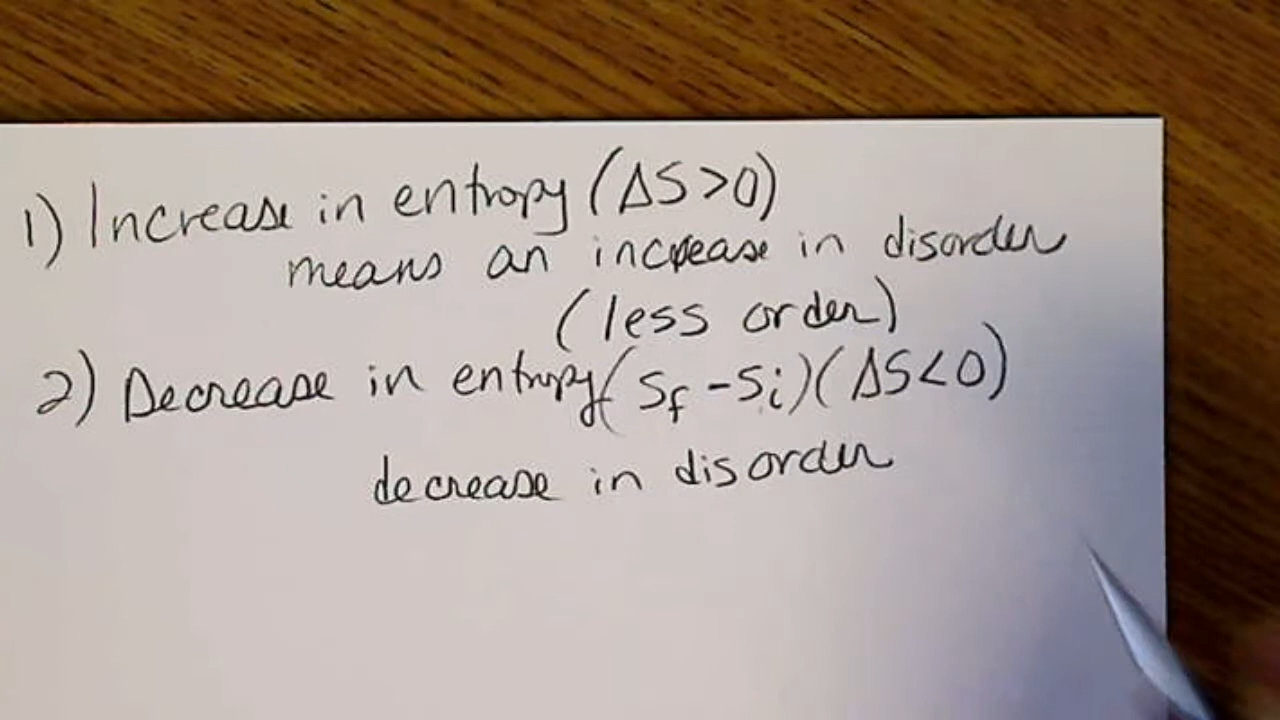 1) Increase in entropy (ΔS>0)
means an increase in disorder
(less order)
2) Decrease in entropy (Sf - Si) (ΔS<0)
decrease in disorder